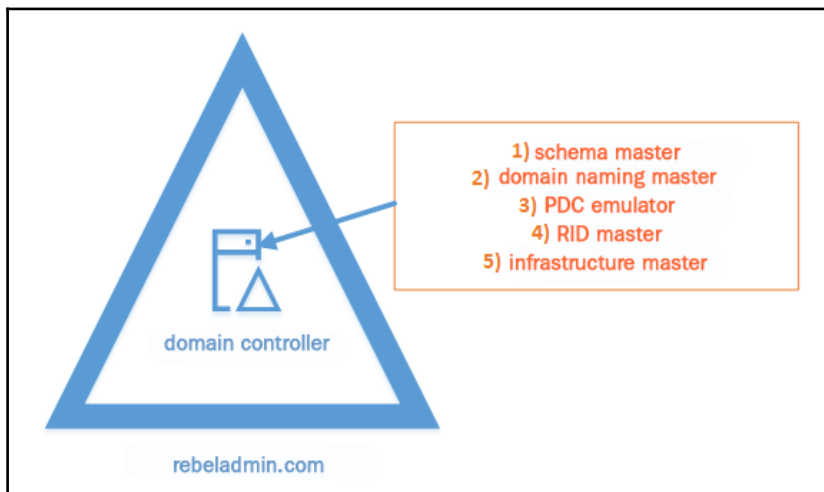 1) schema master
2) domain naming master
3) PDC emulator
4) RID master
5) infrastructure master
domain controller
rebeladmin.com